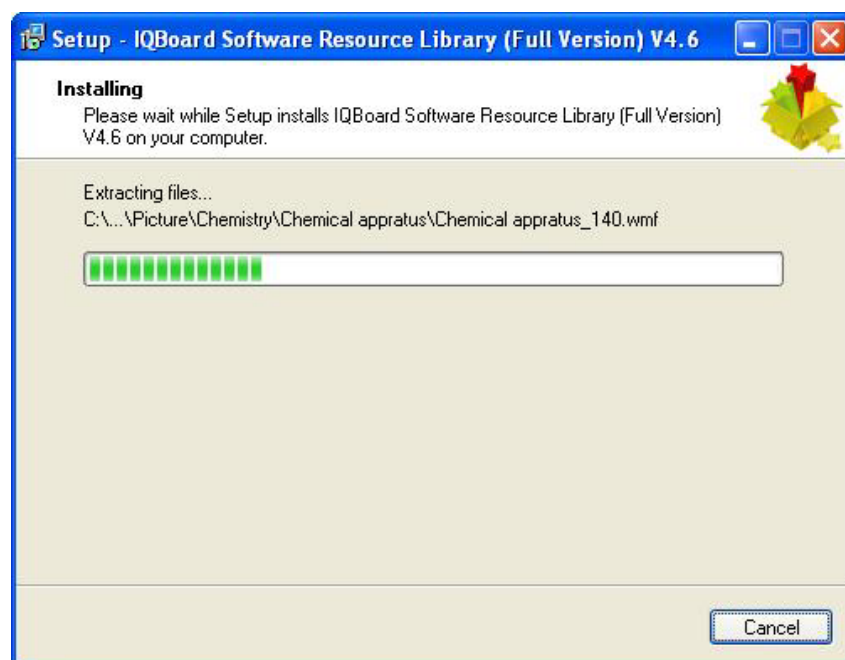 Setup - IQBoard Software Resource Library (Full Version) V4.6
Installing
Please wait while Setup installs IQBoard Software Resource Library (Full Version)
V4.6 on your computer.
Extracting files...
C:\...\Picture\Chemistry\Chemical appratus\Chemical appratus_140.wmf
Cancel